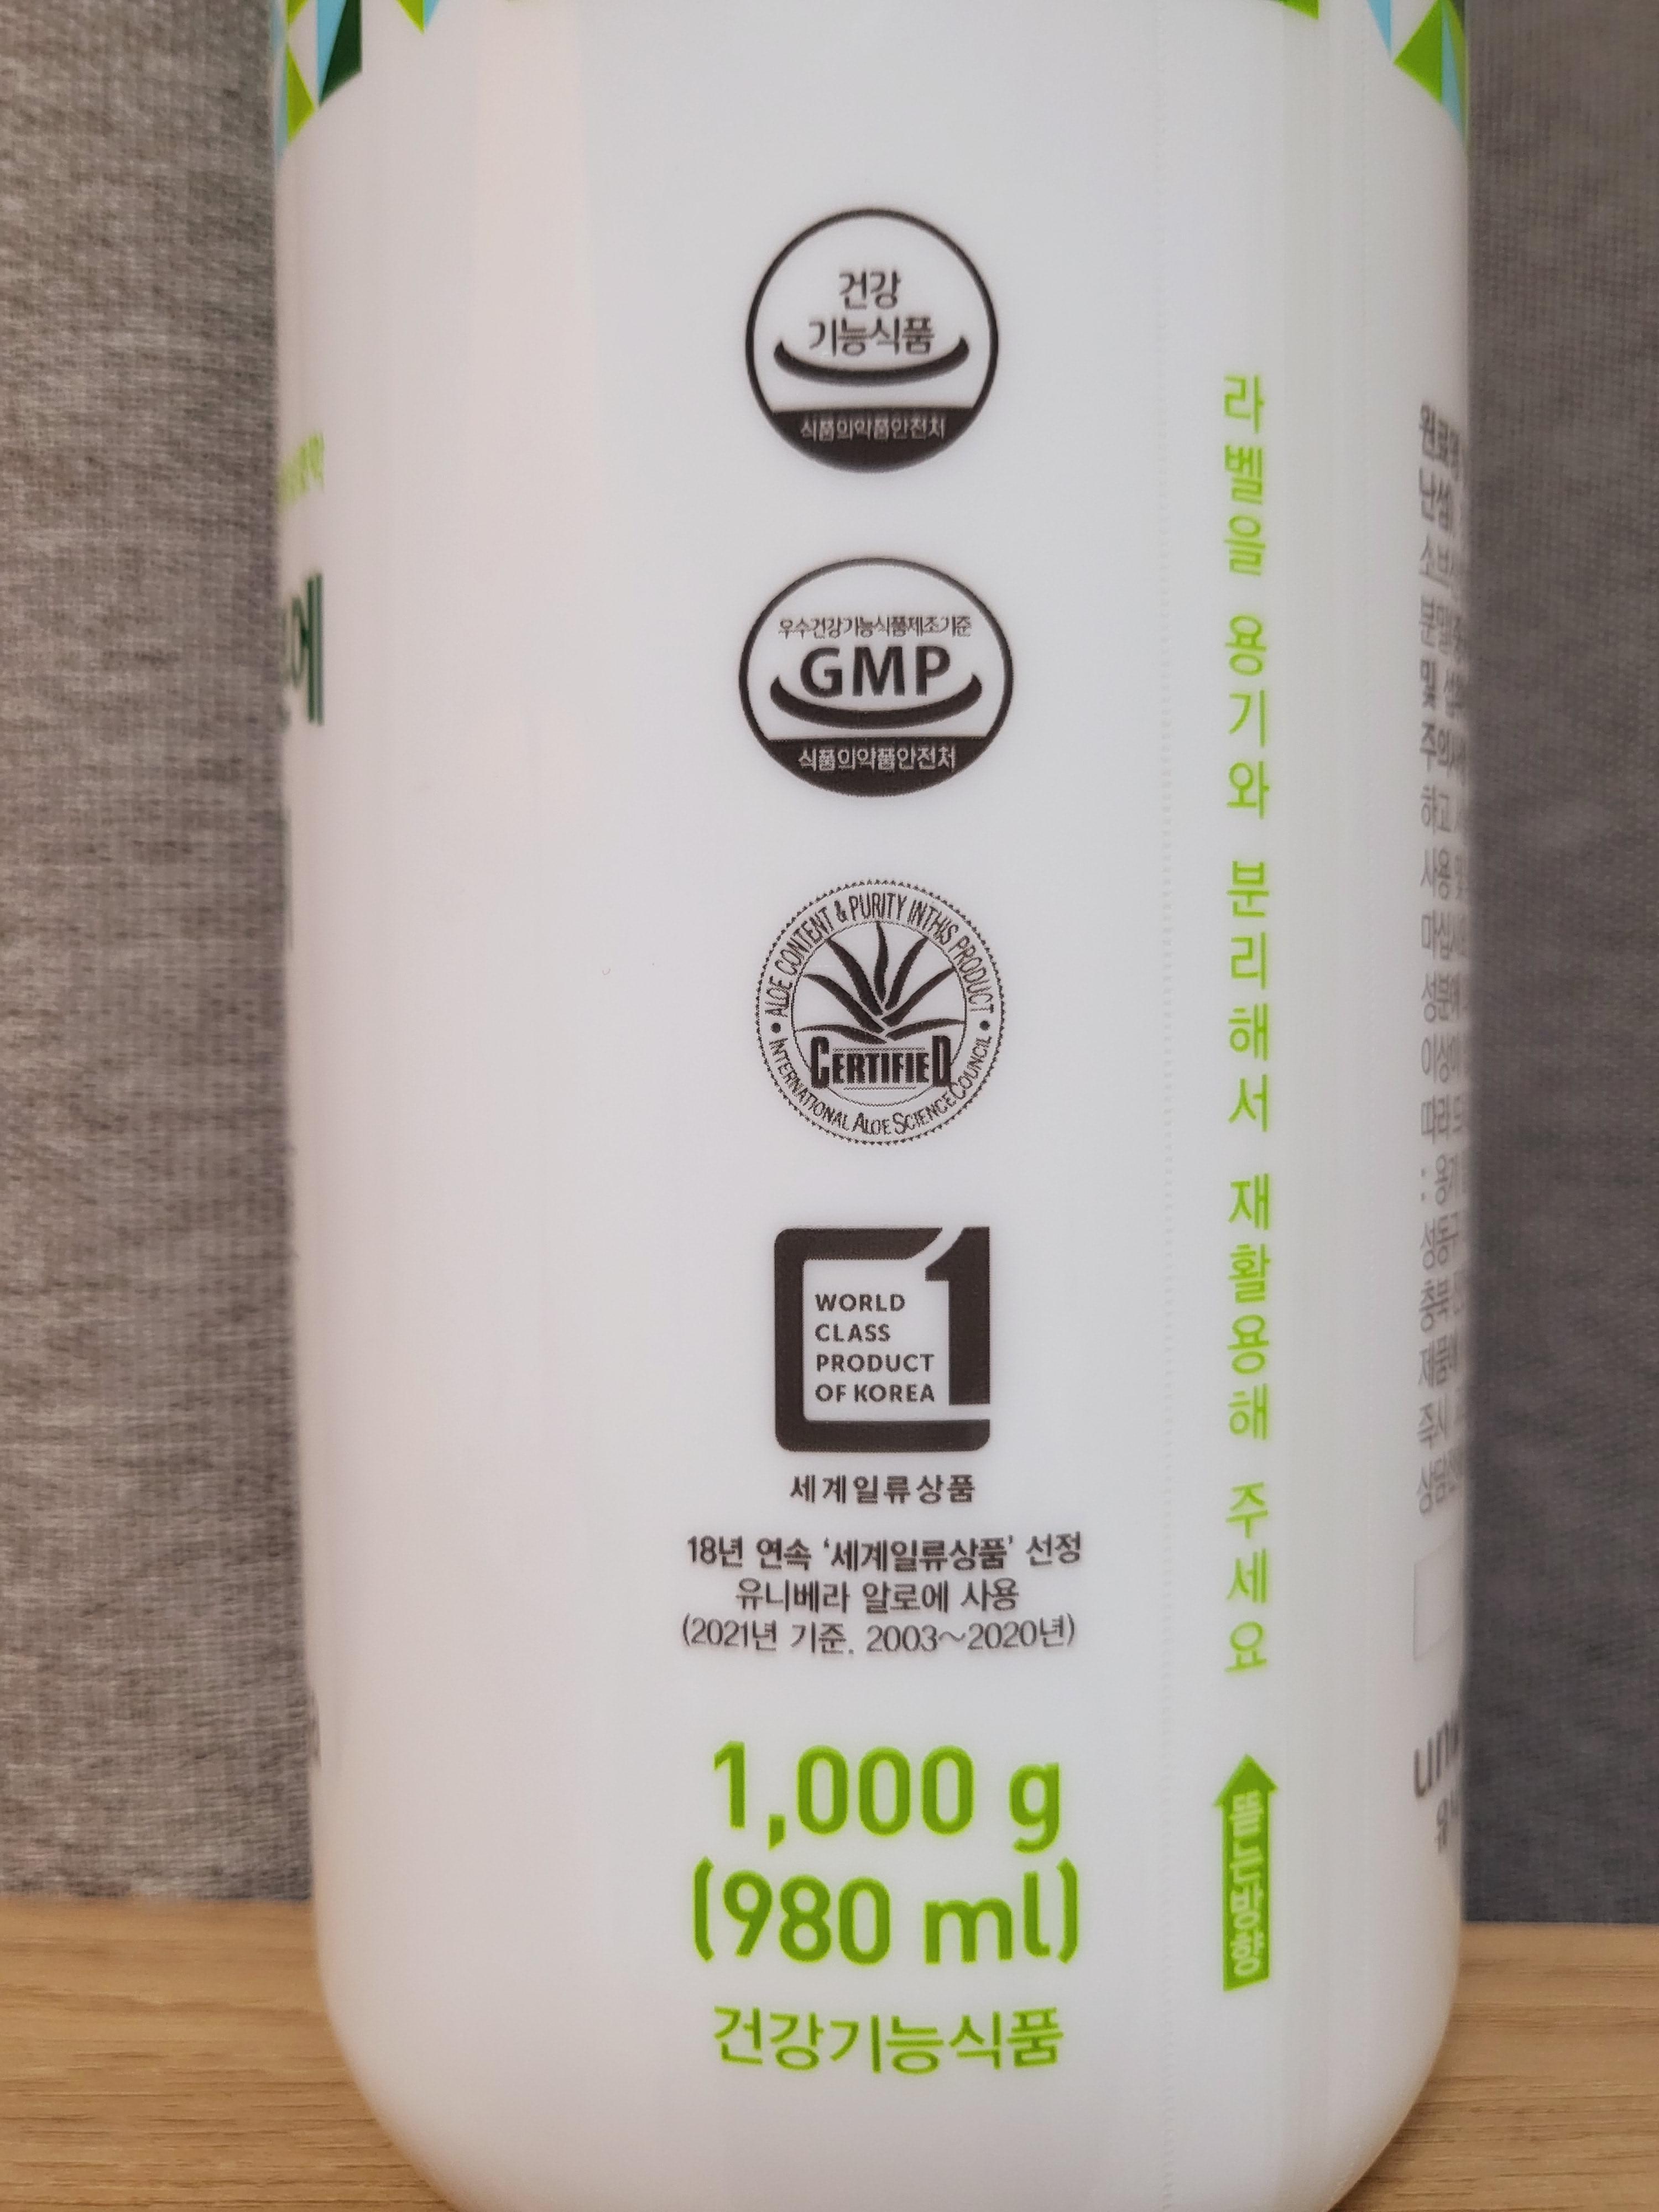 건강
기능식품
식품의약품안전처
우수건강기능식품제조기준
GMP
식품의약품안전처
ALOE CONTENT & PURITY IN THIS PRODUCT
CERTIFIED
INTERNATIONAL ALOE SCIENCE COUNCIL
1
WORLD
CLASS
PRODUCT
OF KOREA
세계일류상품
18년 연속 '세계일류상품' 선정
유니베라 알로에 사용
(2021년 기준, 2003~2020년)
1,000 g
(980 ml)
건강기능식품
라벨을 용기와 분리해서 재활용해 주세요
뜯는방향